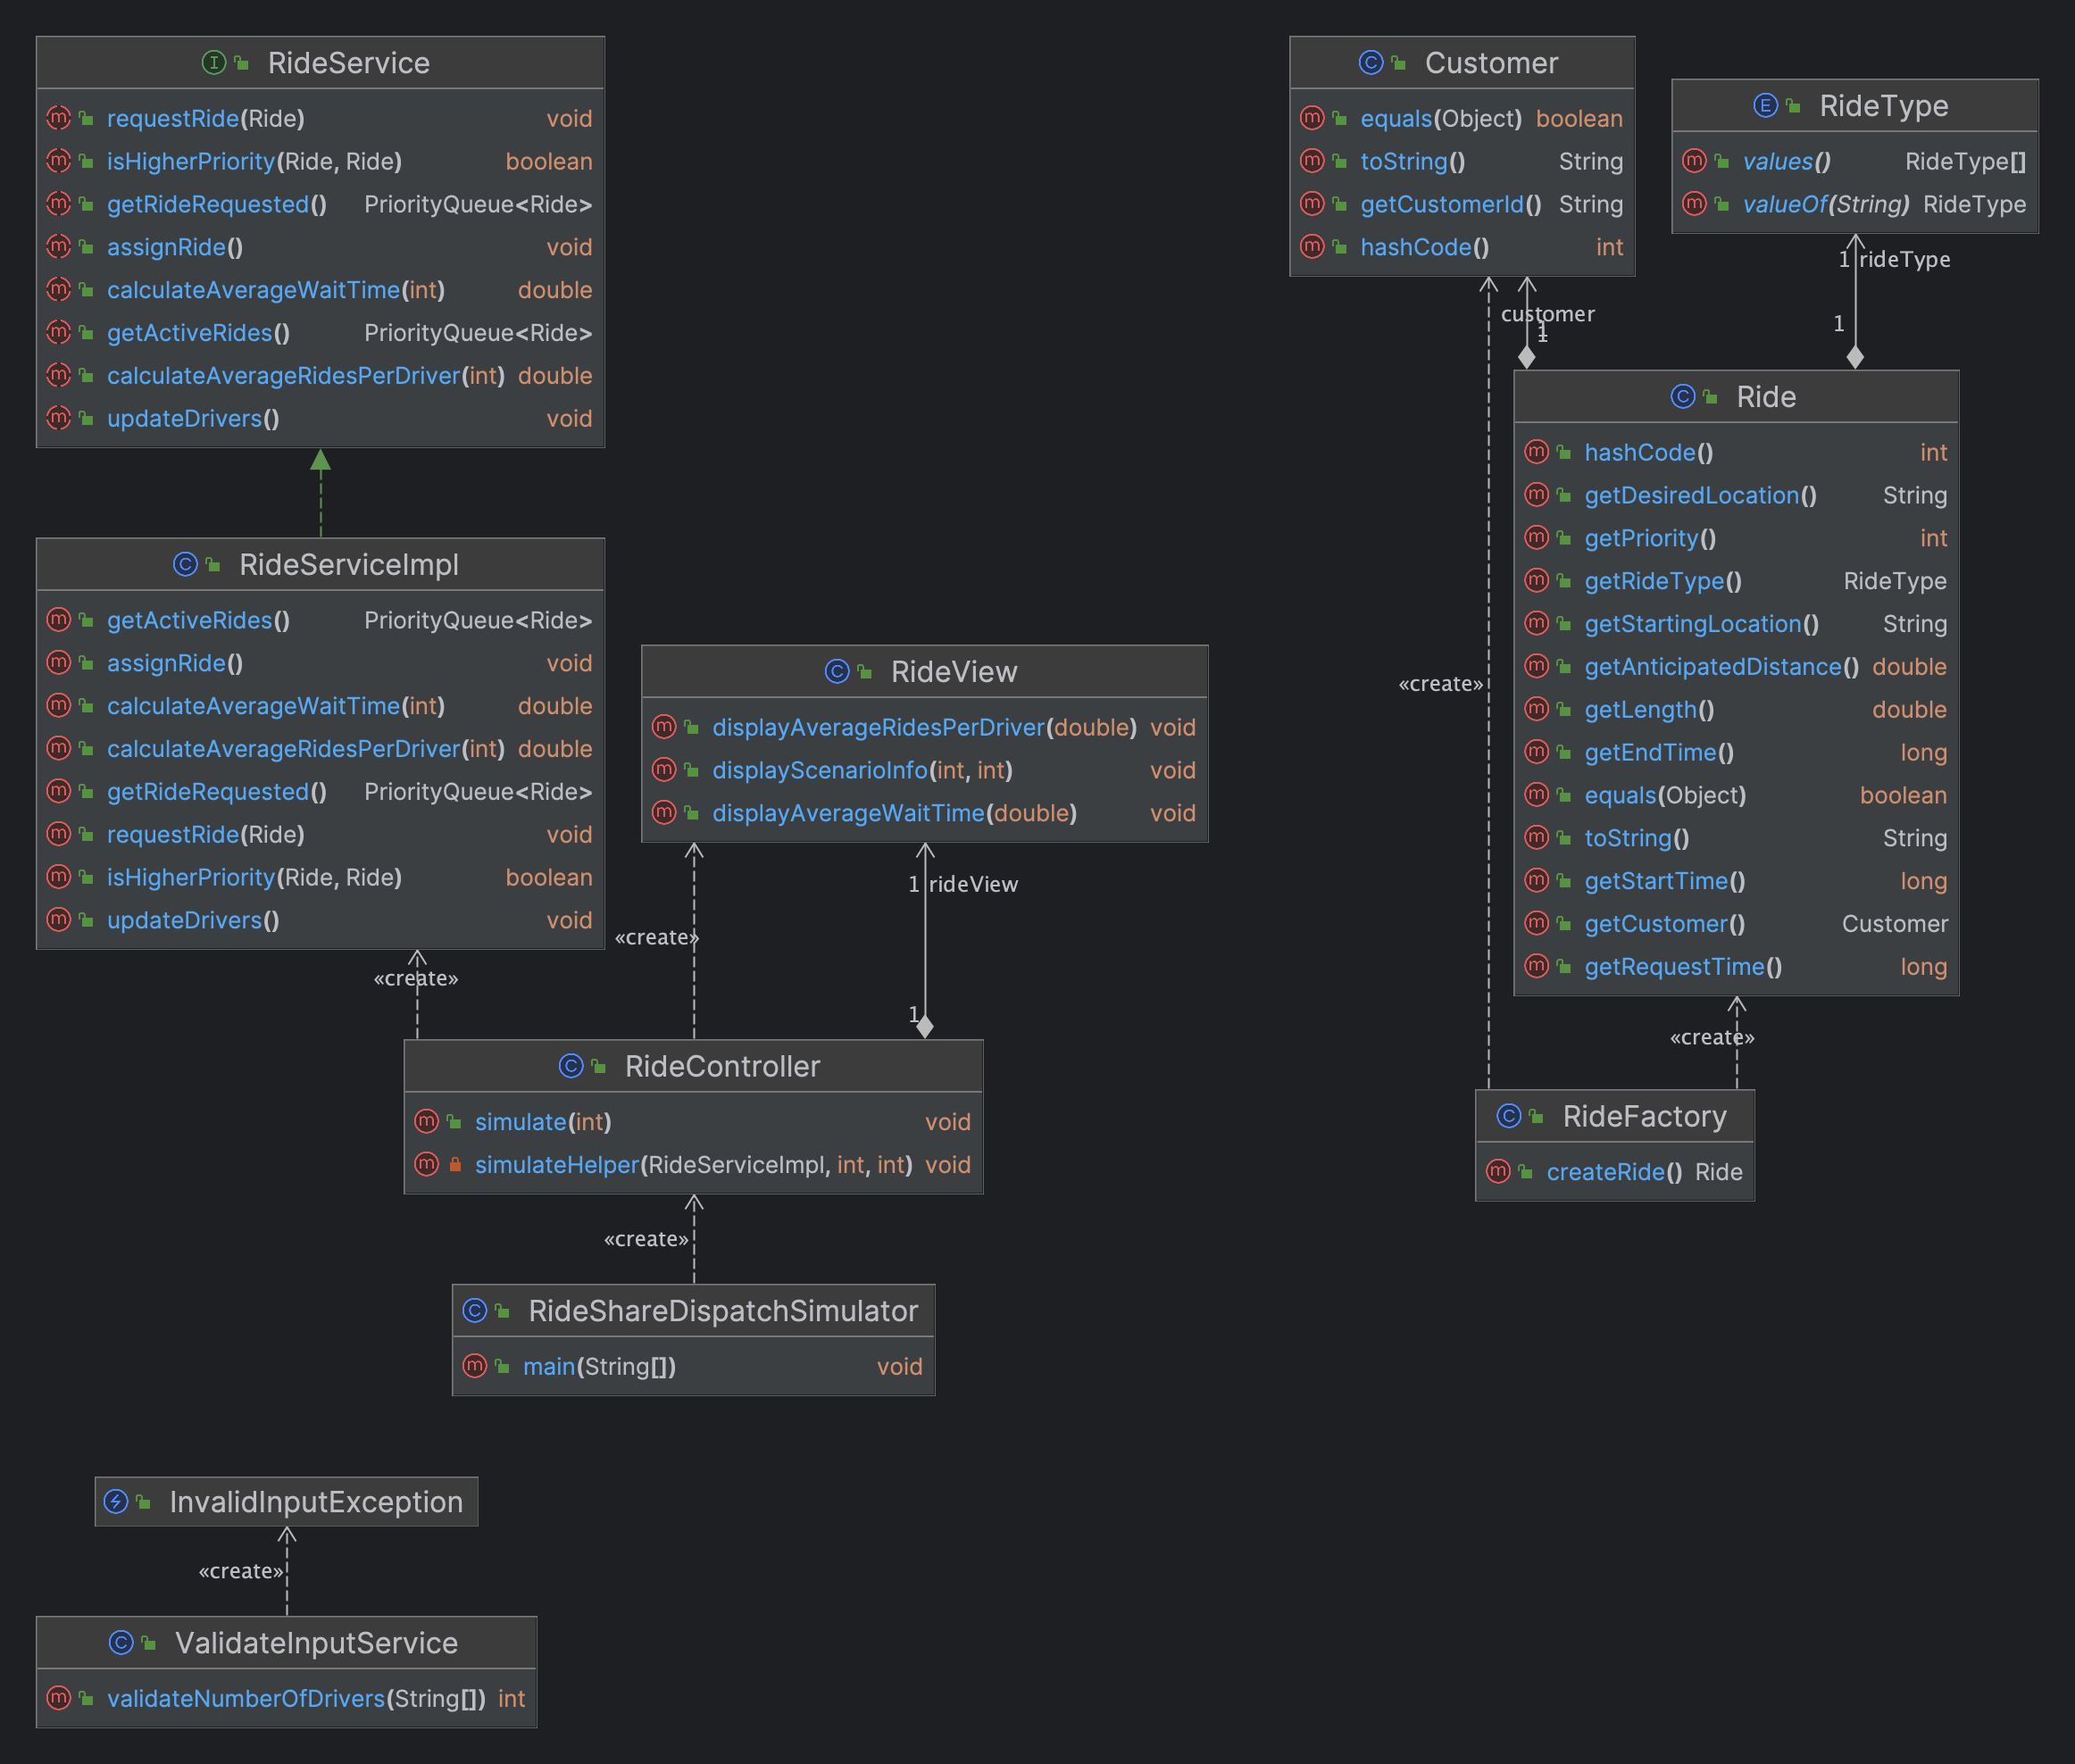 RideService
requestRide(Ride) void
isHigherPriority(Ride, Ride) boolean
getRideRequested() PriorityQueue<Ride>
assignRide() void
calculateAverageWaitTime(int) double
getActiveRides() PriorityQueue<Ride>
calculateAverageRidesPerDriver(int) double
updateDrivers() void
RideServiceImpl
getActiveRides() PriorityQueue<Ride>
assignRide() void
calculateAverageWaitTime(int) double
calculateAverageRidesPerDriver(int) double
getRideRequested() PriorityQueue<Ride>
requestRide(Ride) void
isHigherPriority(Ride, Ride) boolean
updateDrivers() void
«create»
RideView
displayAverageRidesPerDriver(double) void
displayScenarioInfo(int, int) void
displayAverageWaitTime(double) void
1 rideView
«create»
1
RideController
simulate(int) void
simulateHelper(RideServiceImpl, int, int) void
«create»
RideShareDispatchSimulator
main(String[]) void
InvalidInputException
«create»
ValidateInputService
validateNumberOfDrivers(String[]) int
Customer
equals(Object) boolean
toString() String
getCustomerId() String
hashCode() int
customer
1
1
RideType
values() RideType[]
valueOf(String) RideType
1 rideType
1
Ride
hashCode() int
getDesiredLocation() String
getPriority() int
getRideType() RideType
getStartingLocation() String
getAnticipatedDistance() double
getLength() double
getEndTime() long
equals(Object) boolean
toString() String
getStartTime() long
getCustomer() Customer
getRequestTime() long
«create»
«create»
RideFactory
createRide() Ride